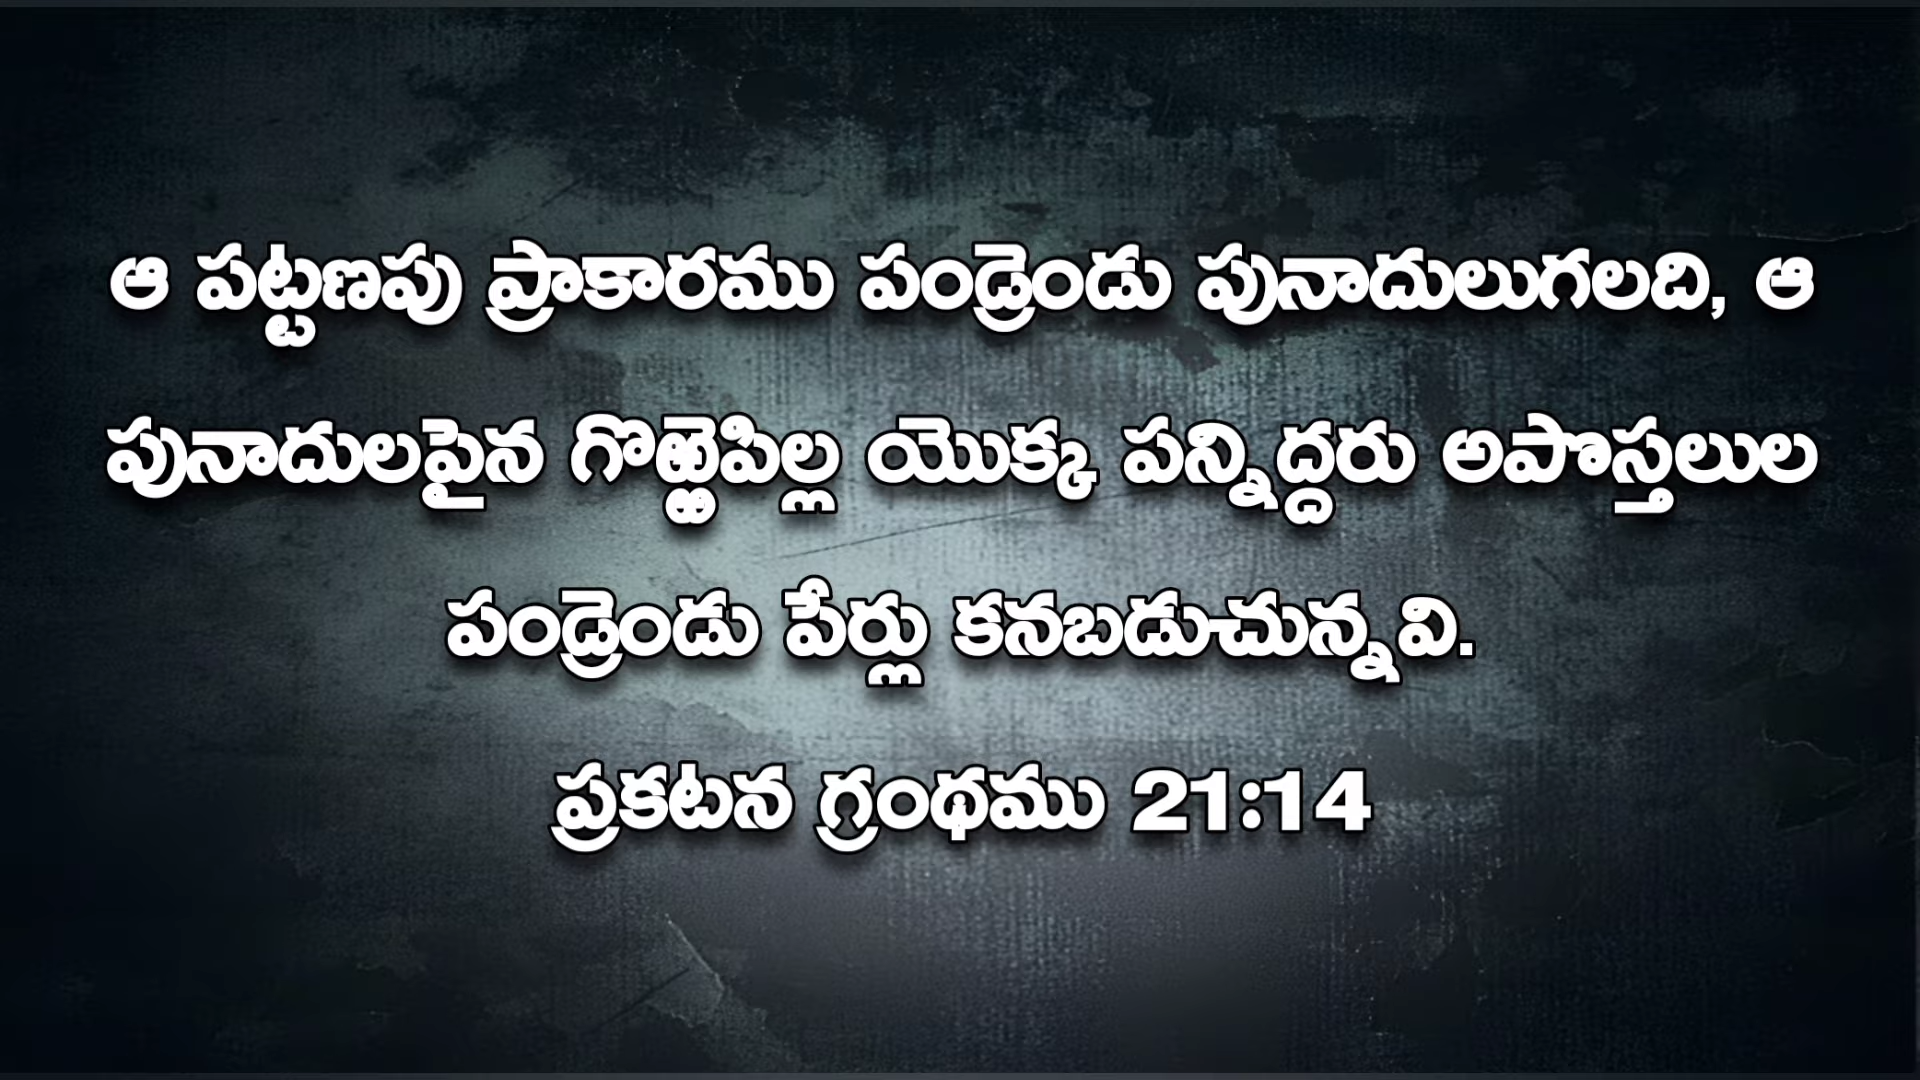 ఆ పట్టణపు ప్రాకారము పండ్రెండు పునాదులుగలది, ఆ
పునాదులపైన గొఱ్ఱెపిల్ల యొక్క పన్నిద్దరు అపొస్తలుల
పండ్రెండు పేర్లు కనబడుచున్నవి.
ప్రకటన గ్రంథము 21:14